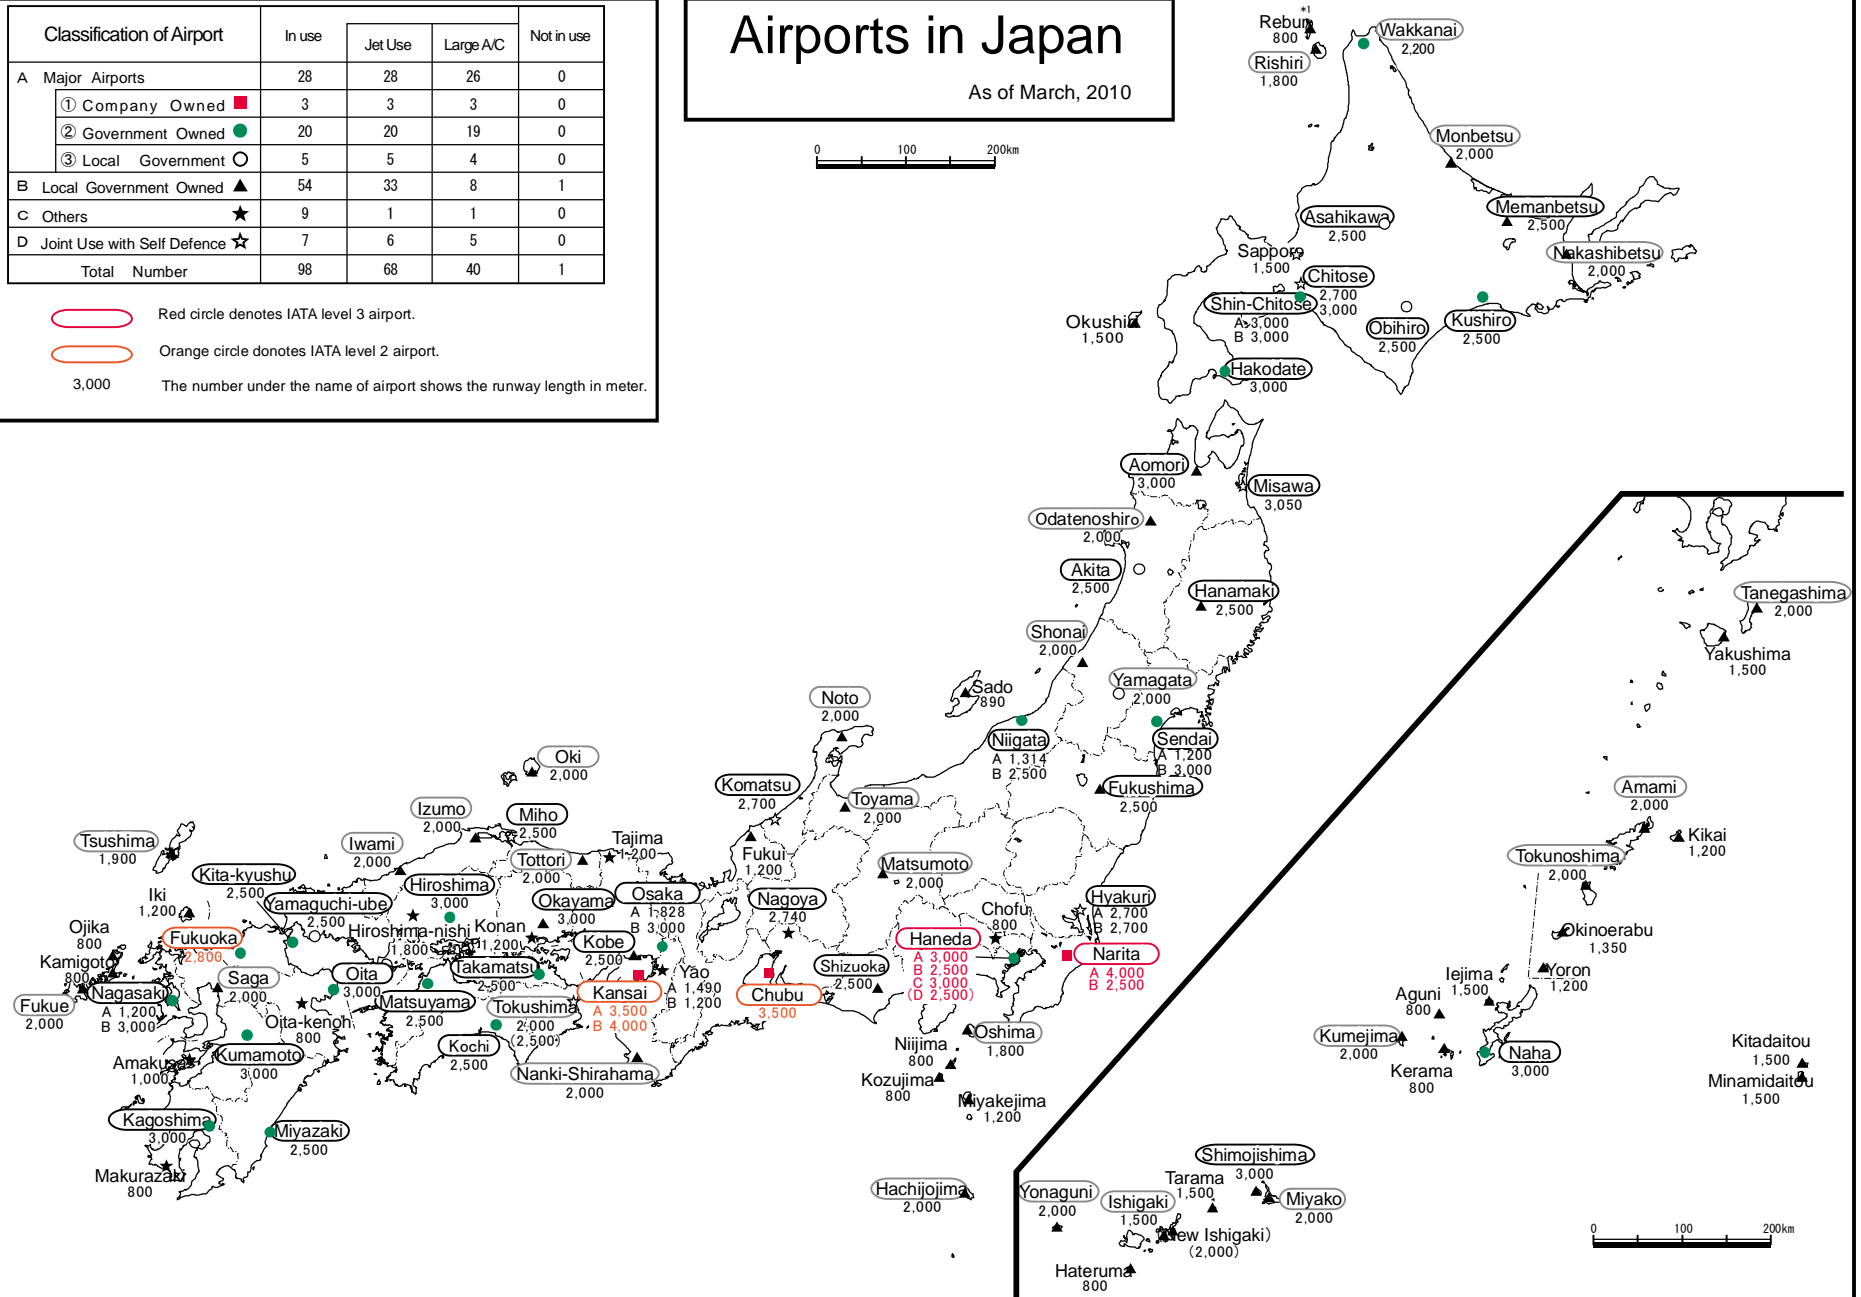 Classification of Airport
In use
Jet Use
Large A/C
Not in use
A Major Airports 28 28 26 0
① Company Owned 3 3 3 0
② Government Owned 20 20 19 0
③ Local Government 5 5 4 0
B Local Government Owned 54 33 8 1
C Others 9 1 1 0
D Joint Use with Self Defence 7 6 5 0
Total Number 98 68 40 1
Red circle denotes IATA level 3 airport.
Orange circle donotes IATA level 2 airport.
3,000 The number under the name of airport shows the runway length in meter.
Airports in Japan
As of March, 2010
0 100 200km
*1
Rebun
800
Rishiri
1,800
Wakkanai
2,200
Monbetsu
2,000
Memanbetsu
2,500
Nakashibetsu
2,000
Asahikawa
2,500
Sapporo
1,500
Chitose
2,700
3,000
Shin-Chitose
A 3,000
B 3,000
Obihiro
2,500
Kushiro
2,500
Okushiri
1,500
Hakodate
3,000
Aomori
3,000
Misawa
3,050
Odatenoshiro
2,000
Akita
2,500
Hanamaki
2,500
Shonai
2,000
Yamagata
2,000
Sado
890
Niigata
A 1,314
B 2,500
Sendai
A 1,200
B 3,000
Fukushima
2,500
Noto
2,000
Komatsu
2,700
Toyama
2,000
Fukui
1,200
Matsumoto
2,000
Nagoya
2,740
Oki
2,000
Izumo
2,000
Miho
2,500
Tajima
1,200
Iwami
2,000
Tottori
2,000
Tsushima
1,900
Kita-kyushu
2,500
Hiroshima
3,000
Okayama
3,000
Osaka
A 1,828
B 3,000
Yamaguchi-ube
2,500
Hiroshima-nishi
1,800
Konan
1,200
Kobe
2,500
Iki
1,200
Ojika
800
Kamigoto
800
Fukue
2,000
Fukuoka
2,800
Saga
2,000
Nagasaki
A 1,200
B 3,000
Oita
3,000
Oita-kenoh
800
Takamatsu
2,500
Matsuyama
2,500
Tokushima
2,000
(2,500)
Kochi
2,500
Kansai
A 3,500
B 4,000
Yao
A 1,490
B 1,200
Chubu
3,500
Shizuoka
2,500
Haneda
A 3,000
B 2,500
C 3,000
(D 2,500)
Chofu
800
Hyakuri
A 2,700
B 2,700
Narita
A 4,000
B 2,500
Nanki-Shirahama
2,000
Kumamoto
3,000
Amakusa
1,000
Kagoshima
3,000
Miyazaki
2,500
Makurazaki
800
Oshima
1,800
Niijima
800
Kozujima
800
Miyakejima
1,200
Hachijojima
2,000
Tanegashima
2,000
Yakushima
1,500
Amami
2,000
Kikai
1,200
Tokunoshima
2,000
Okinoerabu
1,350
Yoron
1,200
Iejima
1,500
Aguni
800
Kumejima
2,000
Kerama
800
Naha
3,000
Kitadaitou
1,500
Minamidaitou
1,500
Shimojishima
3,000
Miyako
2,000
Tarama
1,500
Yonaguni
2,000
Ishigaki
1,500
(New Ishigaki)
(2,000)
Hateruma
800
0 100 200km